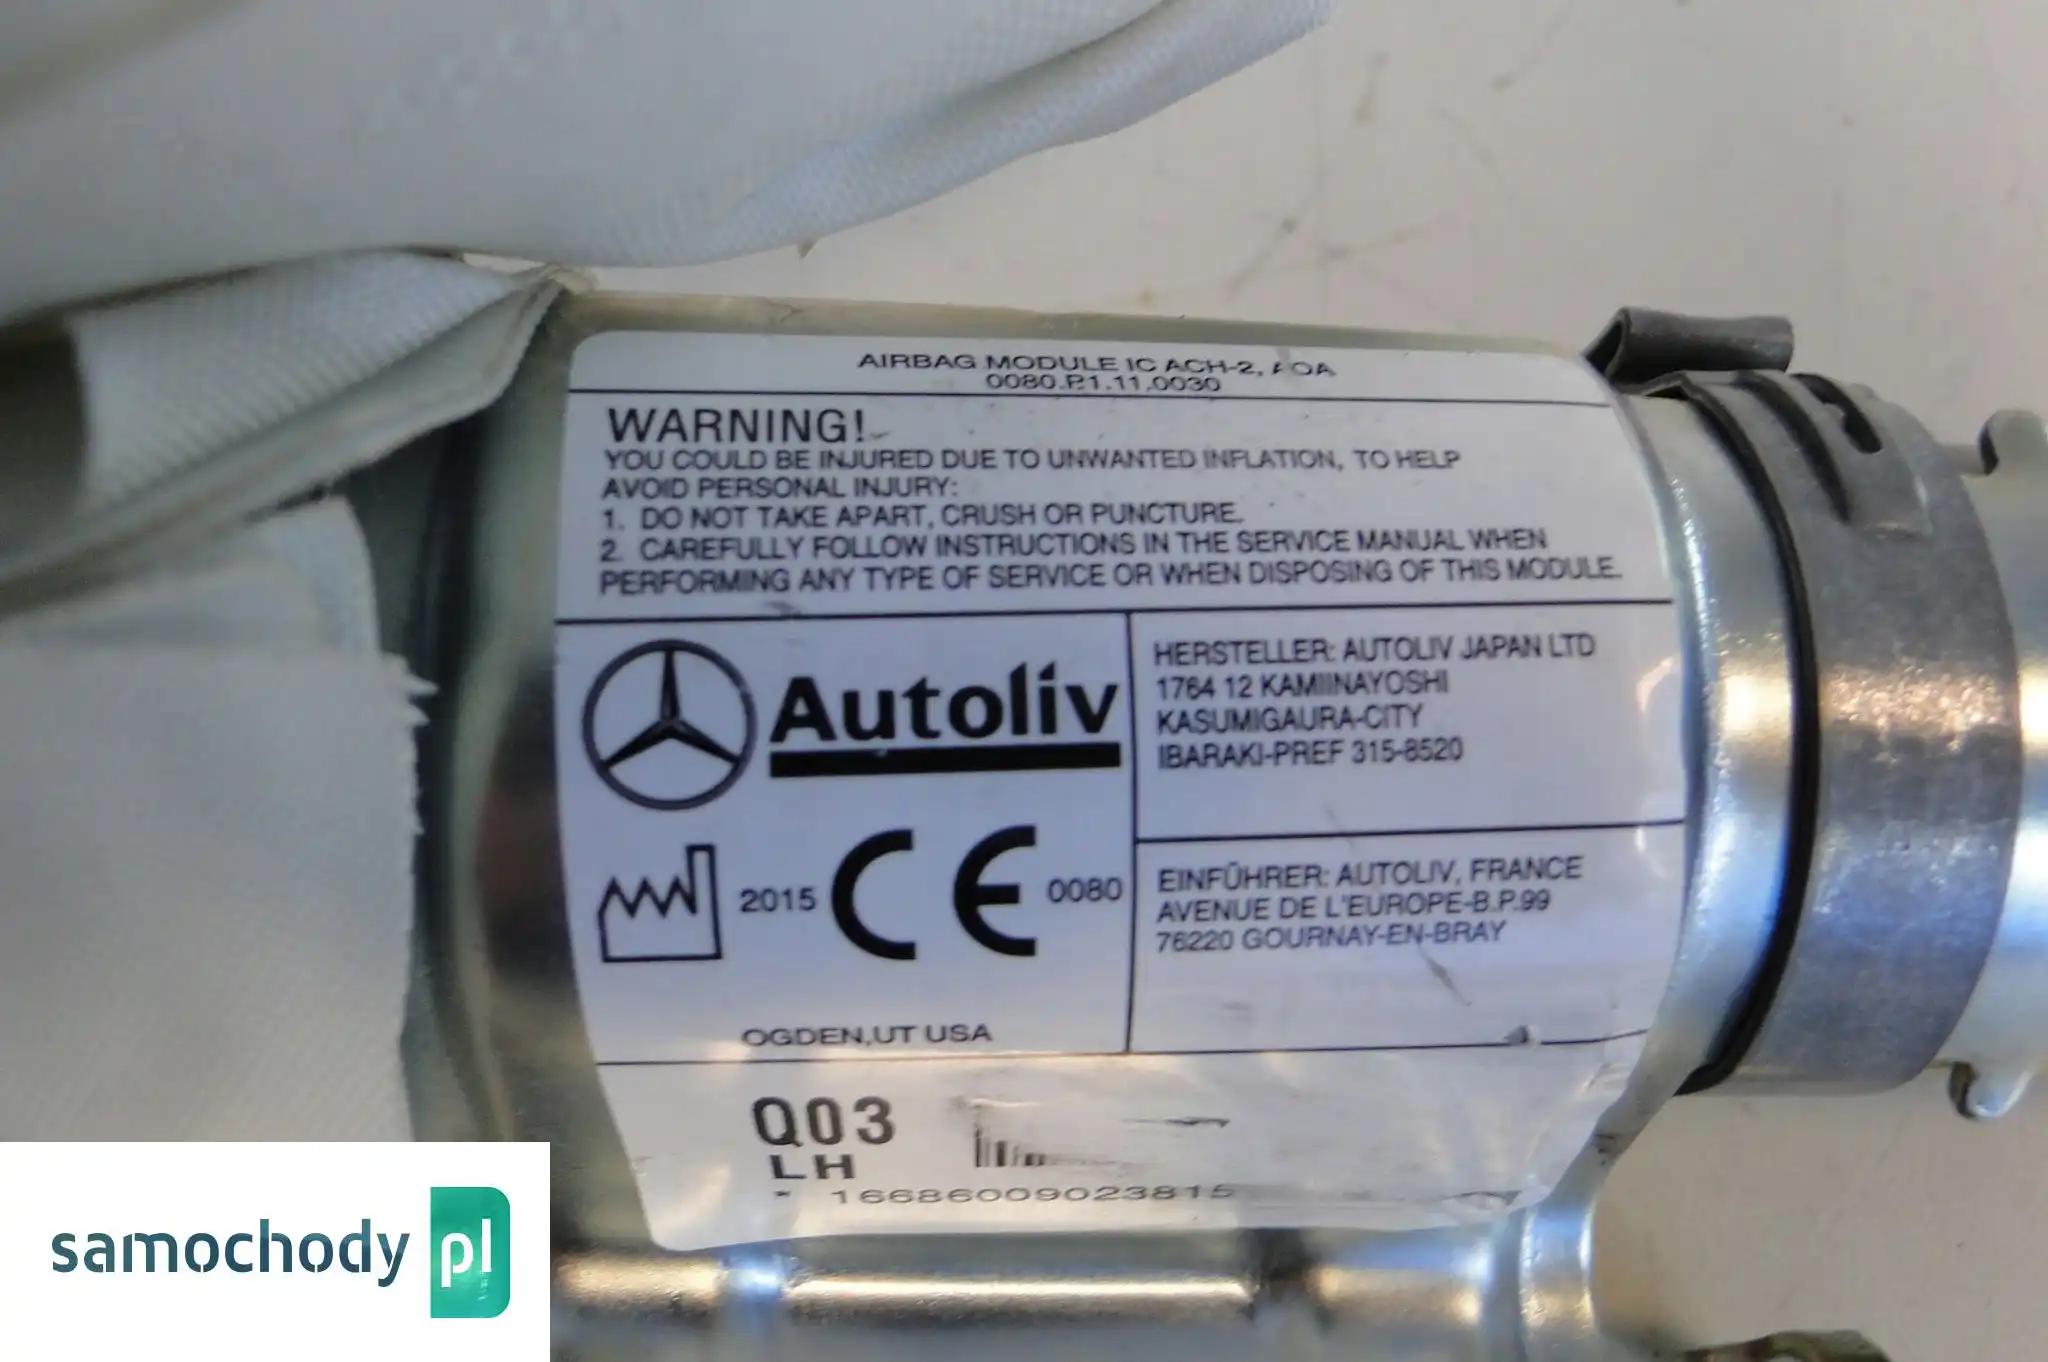 AIRBAG MODULE IC ACH-2,
0080.P.1.11.0030
WARNING!
YOU COULD BE INJURED DUE TO UNWANTED INFLATION, TO HELP
AVOID PERSONAL INJURY:
1. DO NOT TAKE APART, CRUSH OR PUNCTURE.
2. CAREFULLY FOLLOW INSTRUCTIONS IN THE SERVICE MANUAL WHEN
PERFORMING ANY TYPE OF SERVICE OR WHEN DISPOSING OF THIS MODULE.
Autoliv
2015 CE 0080
OGDEN,UT USA
HERSTELLER: AUTOLIV JAPAN LTD
1764 12 KAMIINAYOSHI
KASUMIGAURA-CITY
IBARAKI-PREF 315-8520
EINFÜHRER: AUTOLIV, FRANCE
AVENUE DE L'EUROPE-B.P.99
76220 GOURNAY-EN-BRAY
Q03
LH
* 16686009023815
samochody pl